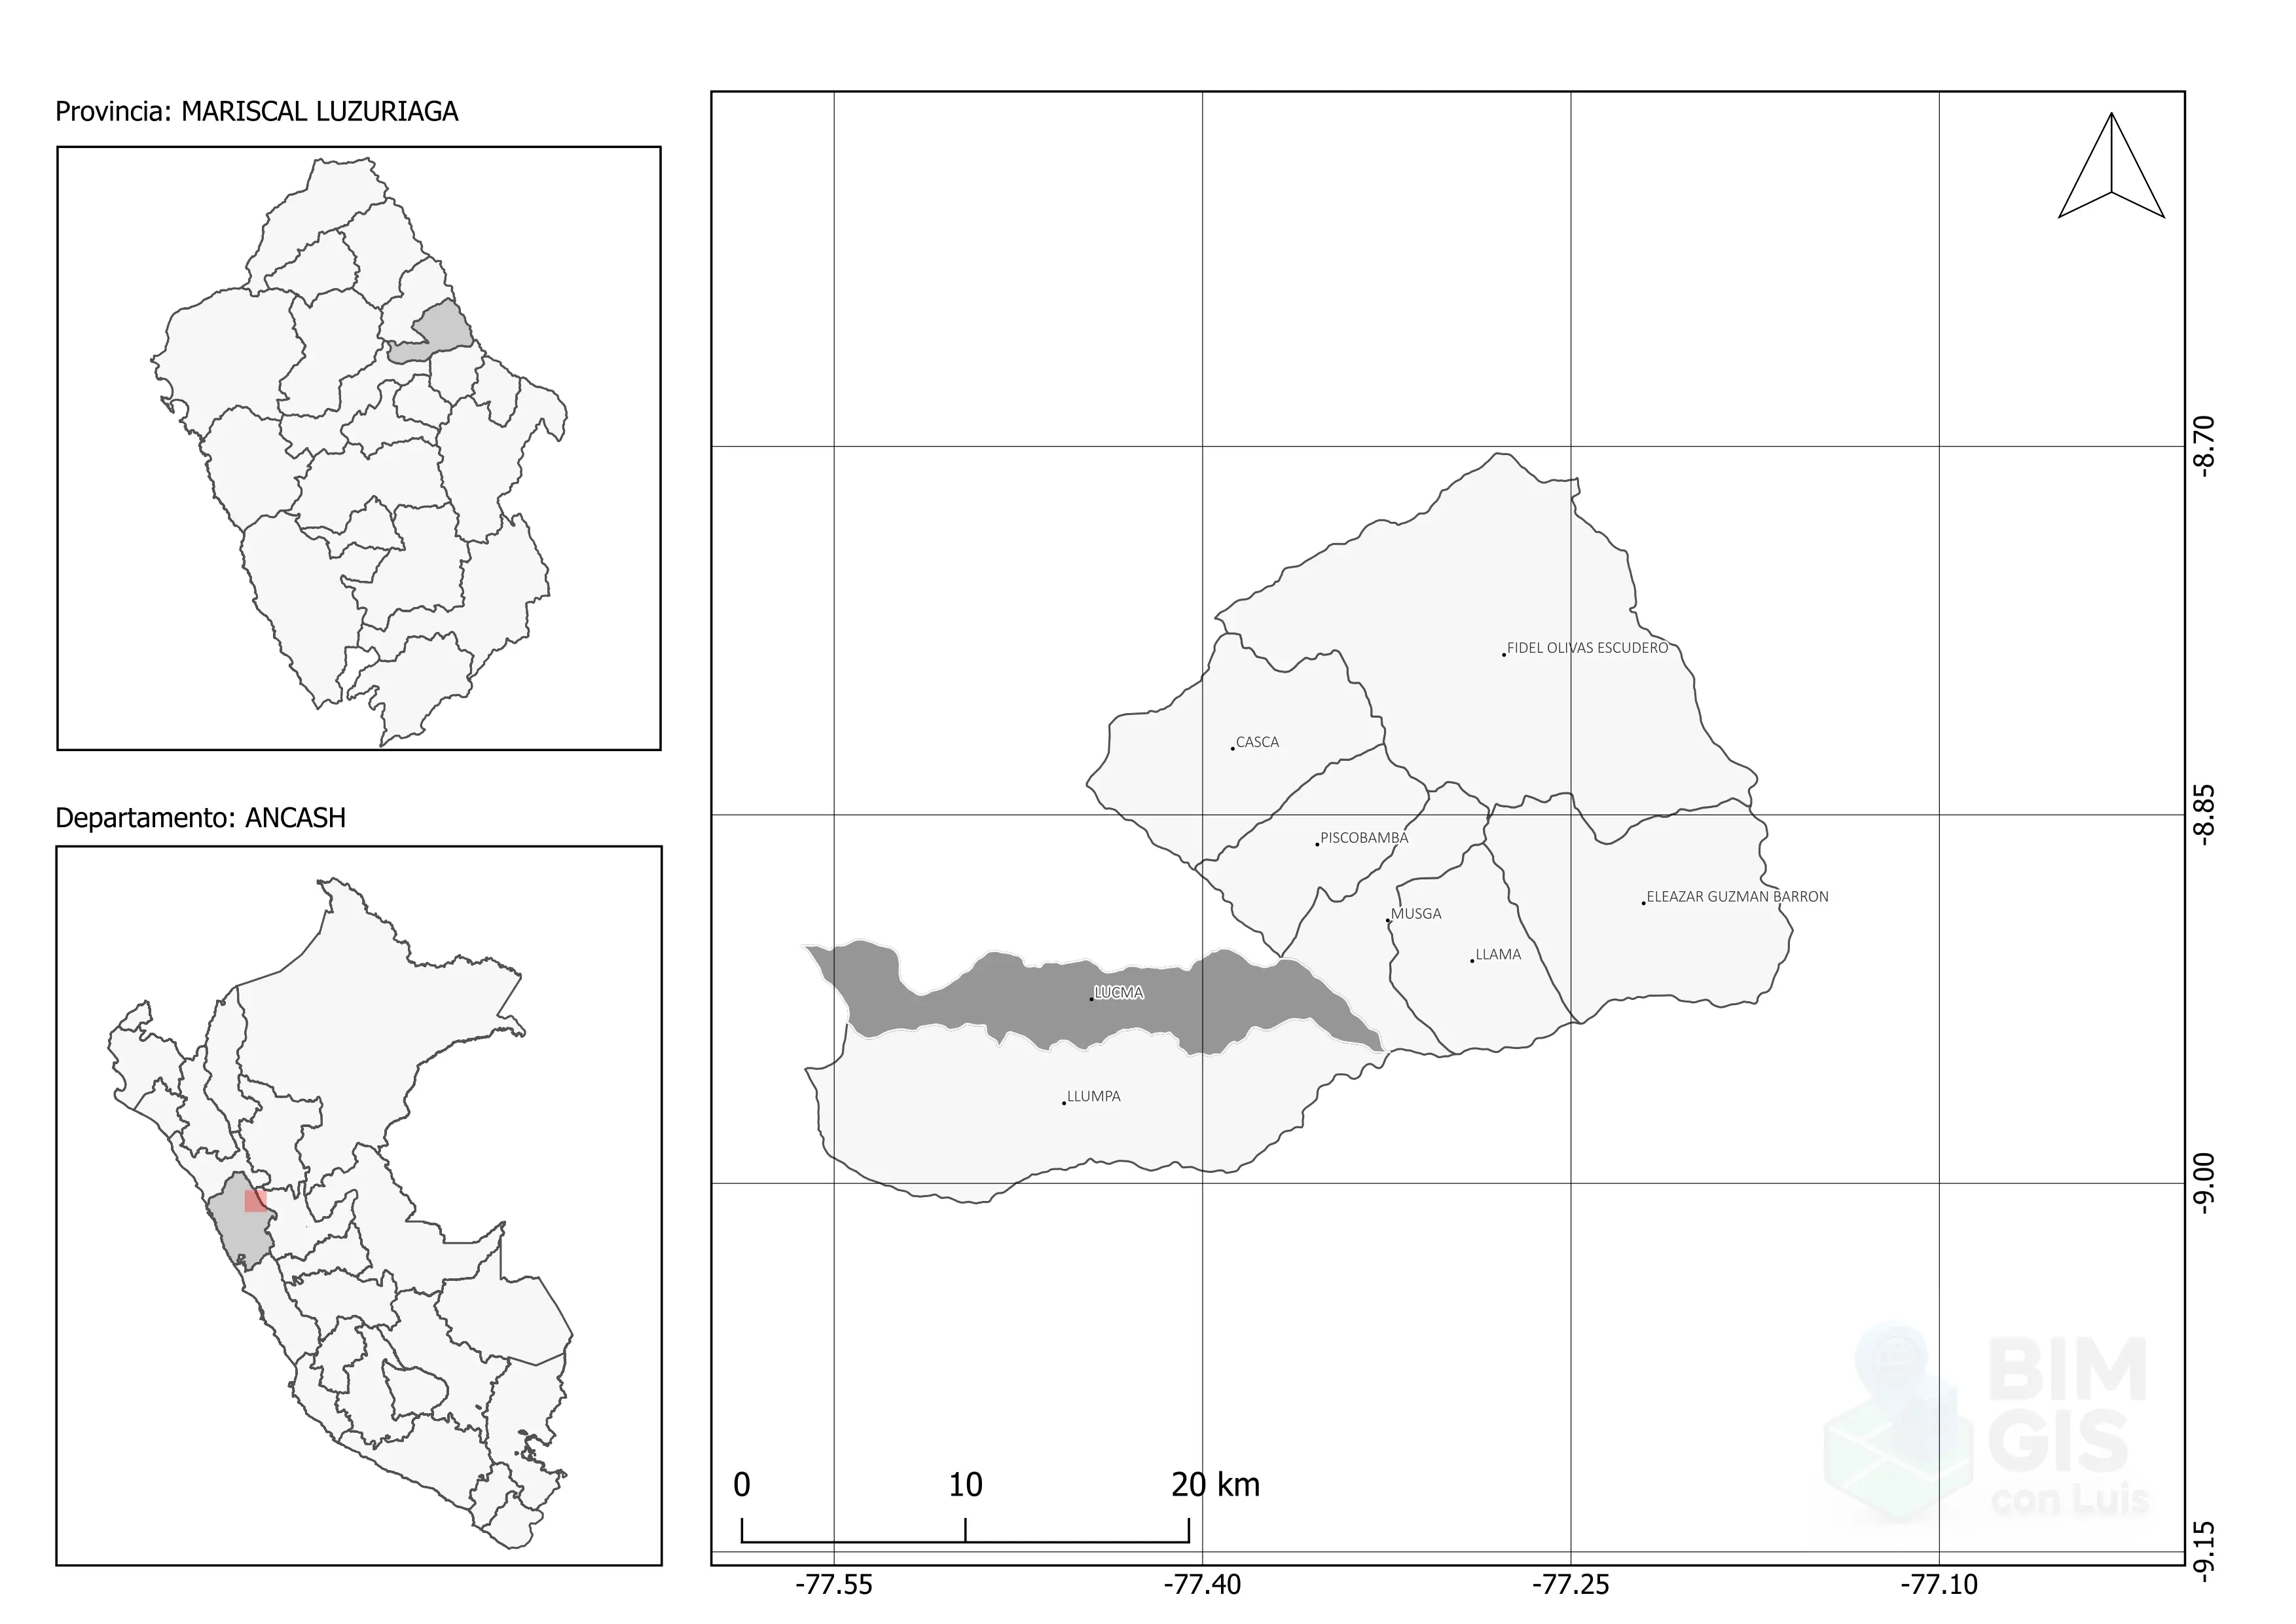 Provincia: MARISCAL LUZURIAGA
Departamento: ANCASH
FIDEL OLIVAS ESCUDERO
CASCA
PISCOBAMBA
ELEAZAR GUZMAN BARRON
MUSGA
LLAMA
LUCMA
LLUMPA
0 10 20 km
-77.55 -77.40 -77.25 -77.10
-8.70
-8.85
-9.00
-9.15
BIM
GIS
con Luis